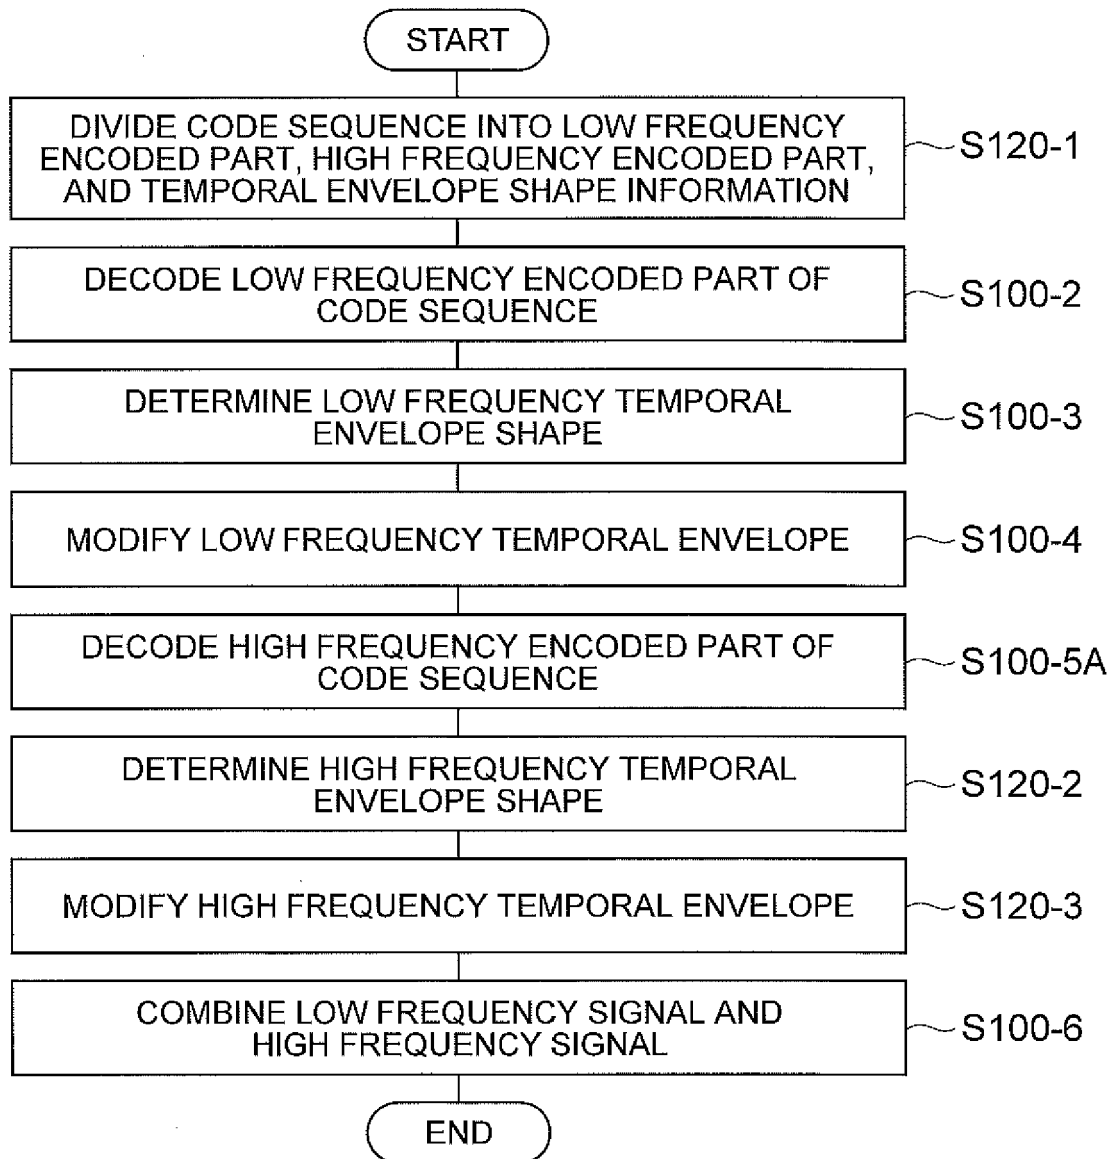 START
DIVIDE CODE SEQUENCE INTO LOW FREQUENCY
ENCODED PART, HIGH FREQUENCY ENCODED PART,
AND TEMPORAL ENVELOPE SHAPE INFORMATION
S120-1
DECODE LOW FREQUENCY ENCODED PART OF
CODE SEQUENCE
S100-2
DETERMINE LOW FREQUENCY TEMPORAL
ENVELOPE SHAPE
S100-3
MODIFY LOW FREQUENCY TEMPORAL ENVELOPE
S100-4
DECODE HIGH FREQUENCY ENCODED PART OF
CODE SEQUENCE
S100-5A
DETERMINE HIGH FREQUENCY TEMPORAL
ENVELOPE SHAPE
S120-2
MODIFY HIGH FREQUENCY TEMPORAL ENVELOPE
S120-3
COMBINE LOW FREQUENCY SIGNAL AND
HIGH FREQUENCY SIGNAL
S100-6
END